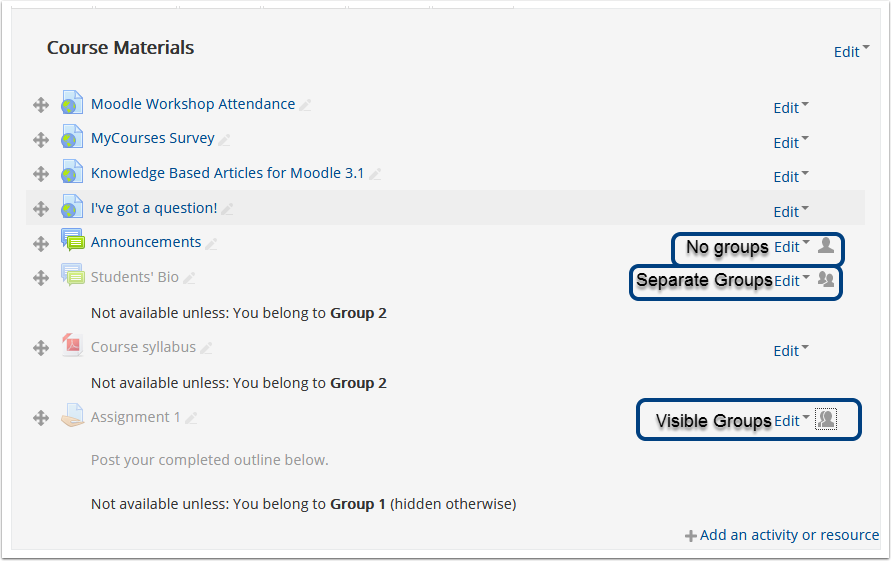 Course Materials
Edit
Moodle Workshop Attendance Edit
MyCourses Survey Edit
Knowledge Based Articles for Moodle 3.1 Edit
I've got a question! Edit
Announcements No groups Edit
Students' Bio Separate Groups Edit
Not available unless: You belong to Group 2
Course syllabus Edit
Not available unless: You belong to Group 2
Assignment 1 Visible Groups Edit
Post your completed outline below.
Not available unless: You belong to Group 1 (hidden otherwise)
Add an activity or resource